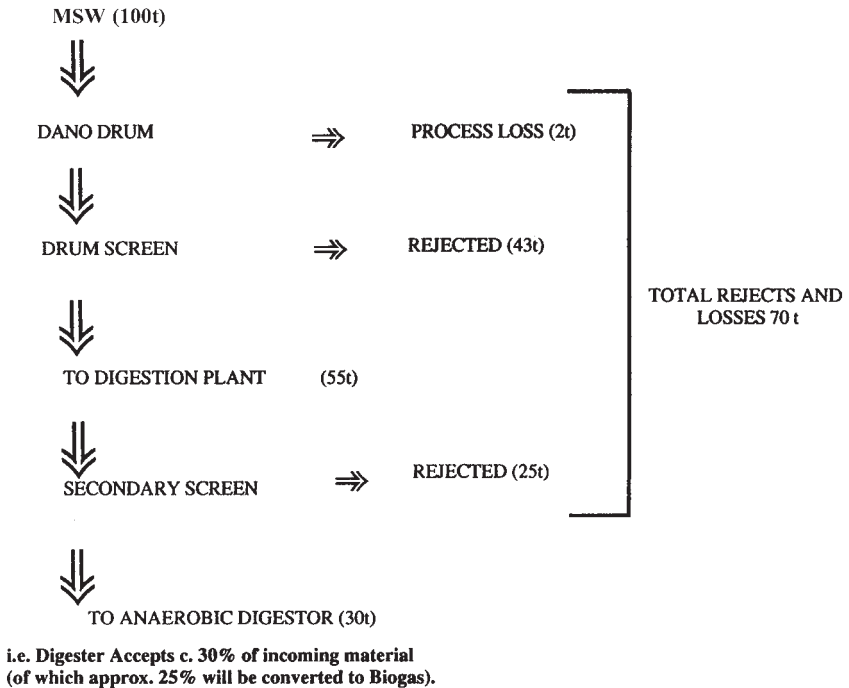 MSW (100t)
DANO DRUM
PROCESS LOSS (2t)
DRUM SCREEN
REJECTED (43t)
TOTAL REJECTS AND
LOSSES 70 t
TO DIGESTION PLANT (55t)
SECONDARY SCREEN
REJECTED (25t)
TO ANAEROBIC DIGESTOR (30t)
i.e. Digester Accepts c. 30% of incoming material
(of which approx. 25% will be converted to Biogas).